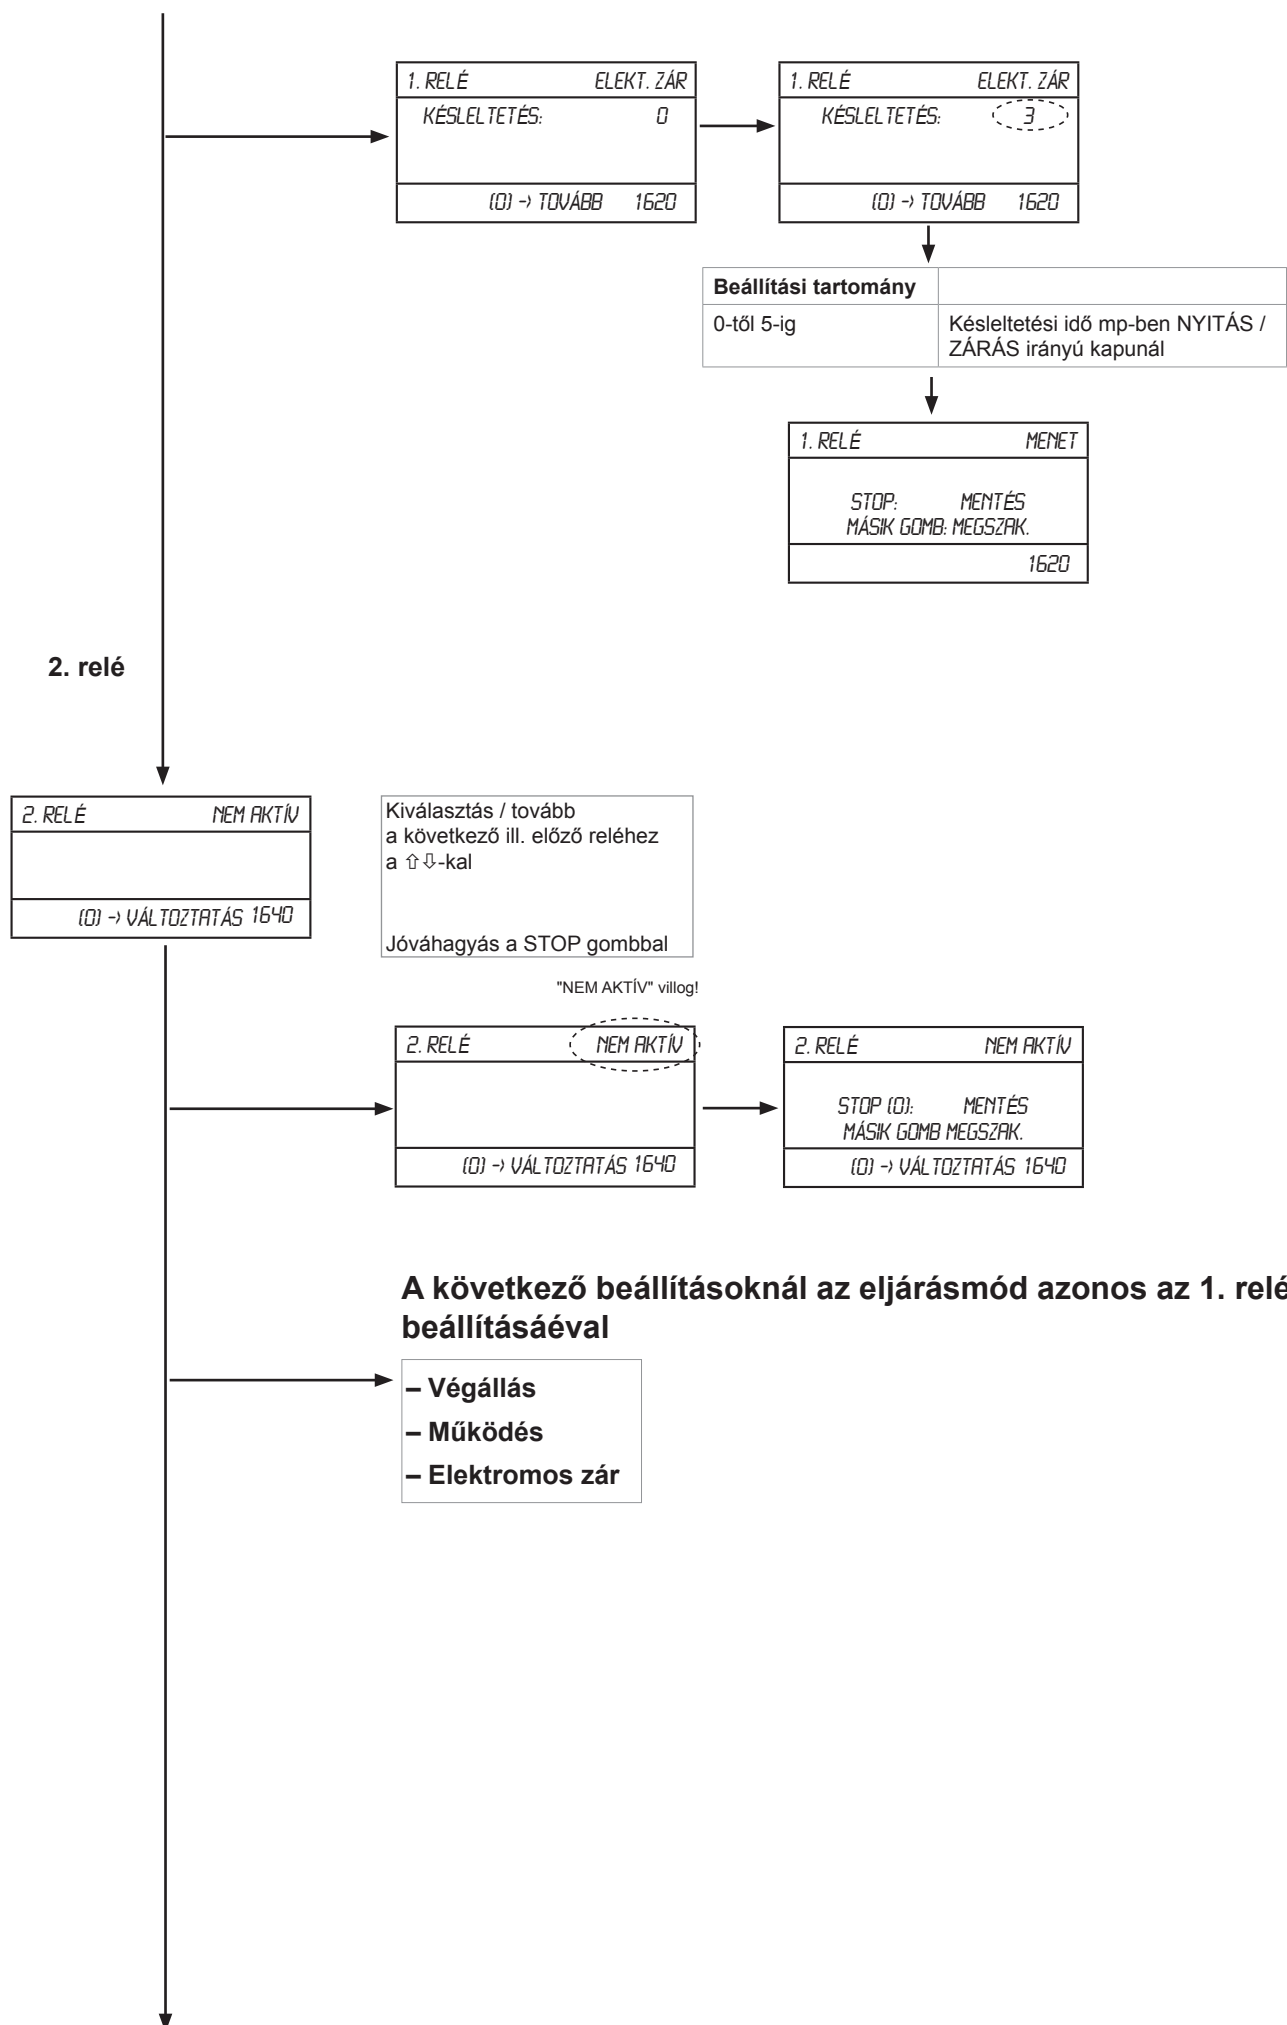 1. RELÉ ELEKT. ZÁR
KÉSLELTETÉS: 0
(0) -> TOVÁBB 1620
1. RELÉ ELEKT. ZÁR
KÉSLELTETÉS: 3
(0) -> TOVÁBB 1620
Beállítási tartomány
0-től 5-ig
Késleltetési idő mp-ben NYITÁS /
ZÁRÁS irányú kapunál
1. RELÉ MENET
STOP: MENTÉS
MÁSIK GOMB: MEGSZAK.
1620
2. relé
2. RELÉ NEM AKTÍV
(0) -> VÁLTOZTATÁS 1640
Kiválasztás / tovább
a következő ill. előző reléhez
a ⇧⇩-kal
Jóváhagyás a STOP gombbal
"NEM AKTÍV" villog!
2. RELÉ NEM AKTÍV
(0) -> VÁLTOZTATÁS 1640
2. RELÉ NEM AKTÍV
STOP (0): MENTÉS
MÁSIK GOMB MEGSZAK.
(0) -> VÁLTOZTATÁS 1640
A következő beállításoknál az eljárásmód azonos az 1. relé
beállításáéval
– Végállás
– Működés
– Elektromos zár